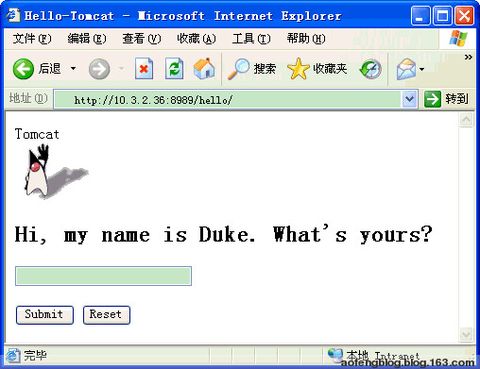 Hello-Tomcat - Microsoft Internet Explorer
文件(F) 编辑(E) 查看(V) 收藏(A) 工具(T) 帮助(H)
后退 搜索 收藏夹
地址(D) http://10.3.2.36:8989/hello/ 转到
Tomcat
Hi, my name is Duke. What's yours?
Submit Reset
完毕 本地 Intranet
aofengblog.blog.163.com